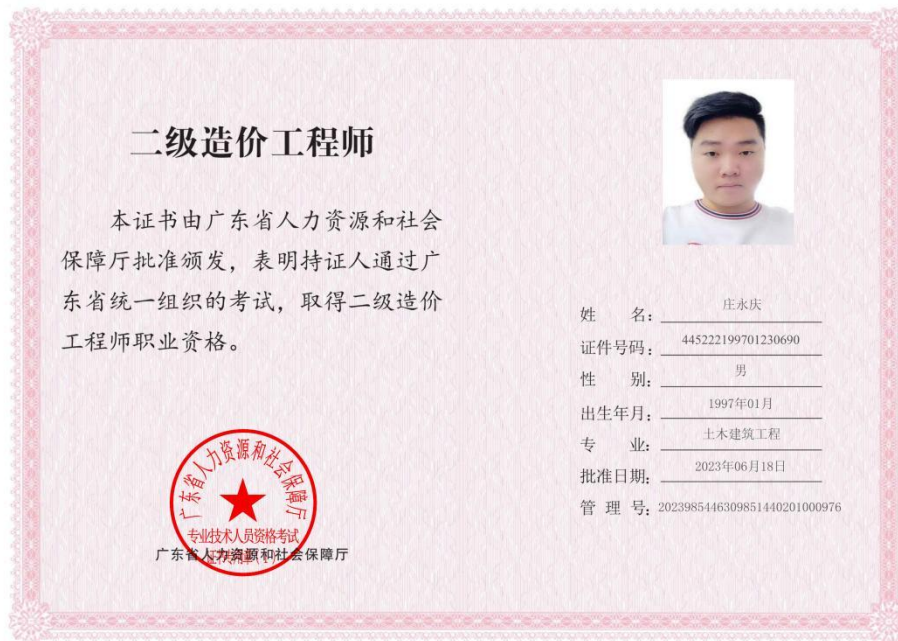 二级造价工程师
本证书由广东省人力资源和社会
保障厅批准颁发，表明持证人通过广
东省统一组织的考试，取得二级造价
工程师职业资格。
广东省人力资源和社会保障厅
专业技术人员资格考试
广东省人力资源和社会保障厅
姓 名：庄永庆
证件号码：445222199701230690
性 别：男
出生年月：1997年01月
专 业：土木建筑工程
批准日期：2023年06月18日
管 理 号：20239854463098514402010009​76